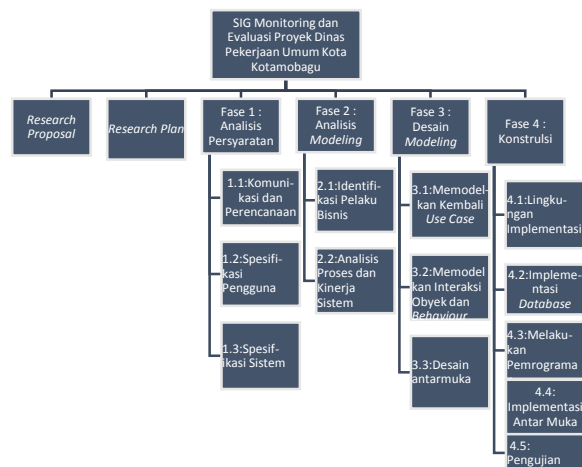 SIG Monitoring dan
Evaluasi Proyek Dinas
Pekerjaan Umum Kota
Kotamobagu
Research
Proposal
Research Plan
Fase 1 :
Analisis
Persyaratan
1.1:Komuni-
kasi dan
Perencanaan
1.2:Spesifi-
kasi
Pengguna
1.3:Spesif-
ikasi Sistem
Fase 2 :
Analisis
Modeling
2.1:Identifi-
kasi Pelaku
Bisnis
2.2:Analisis
Proses dan
Kinerja
Sistem
Fase 3 :
Desain
Modeling
3.1:Memodel-
kan Kembali
Use Case
3.2:Memodel
kan Interaksi
Obyek dan
Behaviour
3.3:Desain
antarmuka
Fase 4 :
Konstrulsi
4.1:Lingku-
ngan
Implementasi
4.2:Impleme-
ntasi
Database
4.3:Melaku-
kan
Pemrograma
4.4:
Implementasi
Antar Muka
4.5:
Pengujian